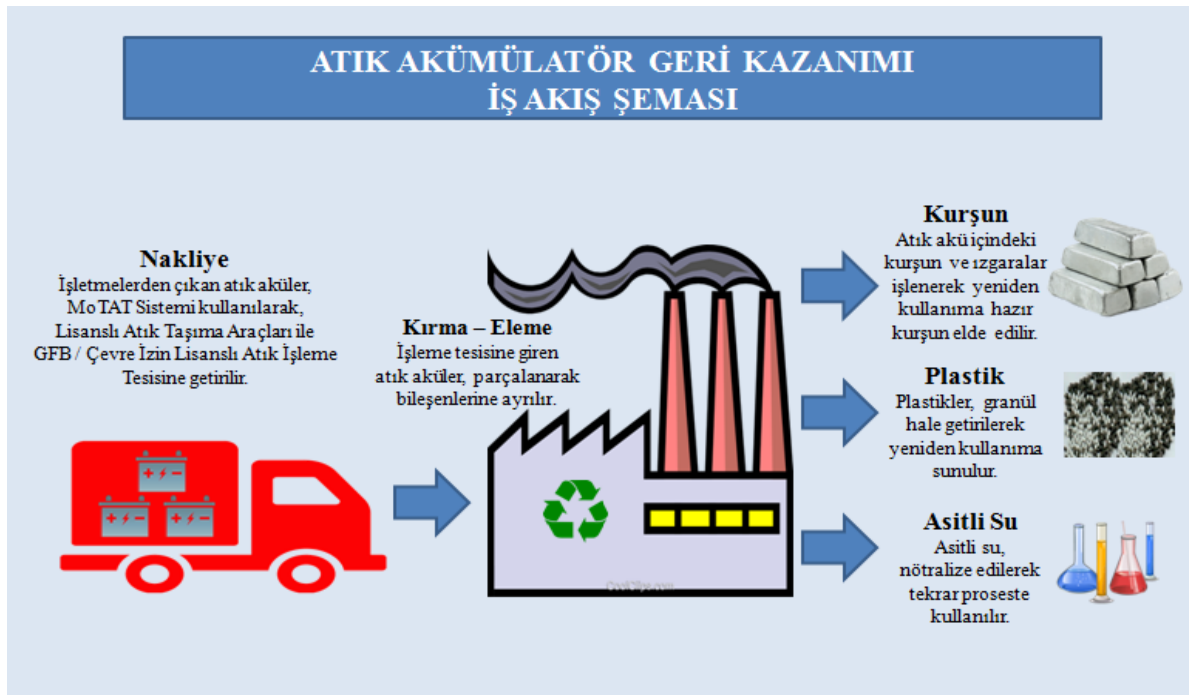 ATIK AKÜMÜLATÖR GERİ KAZANIMI
İŞ AKIŞ ŞEMASI
Nakliye
İşletmelerden çıkan atık aküler,
MoTAT Sistemi kullanılarak,
Lisanslı Atık Taşıma Araçları ile
GFB / Çevre İzin Lisanslı Atık İşleme
Tesisine getirilir.
Kırma – Eleme
İşleme tesisine giren
atık aküler, parçalanarak
bileşenlerine ayrılır.
Kurşun
Atık akü içindeki
kurşun ve ızgaralar
işlenerek yeniden
kullanıma hazır
kurşun elde edilir.
Plastik
Plastikler, granül
hale getirilerek
yeniden kullanıma
sunulur.
Asitli Su
Asitli su,
nötralize edilerek
tekrar proseste
kullanılır.
CoolClips.com